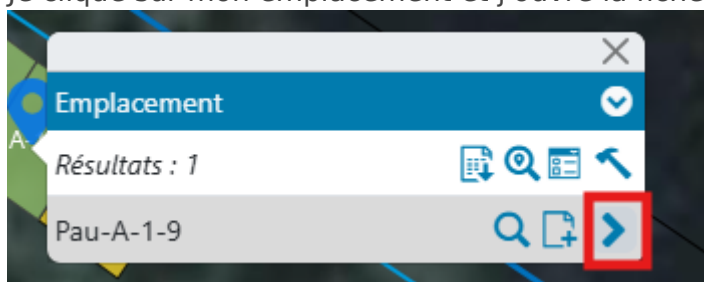 je clique sur mon emplacement et j'ouvre la fiche
Emplacement
A-
Résultats : 1
Pau-A-1-9